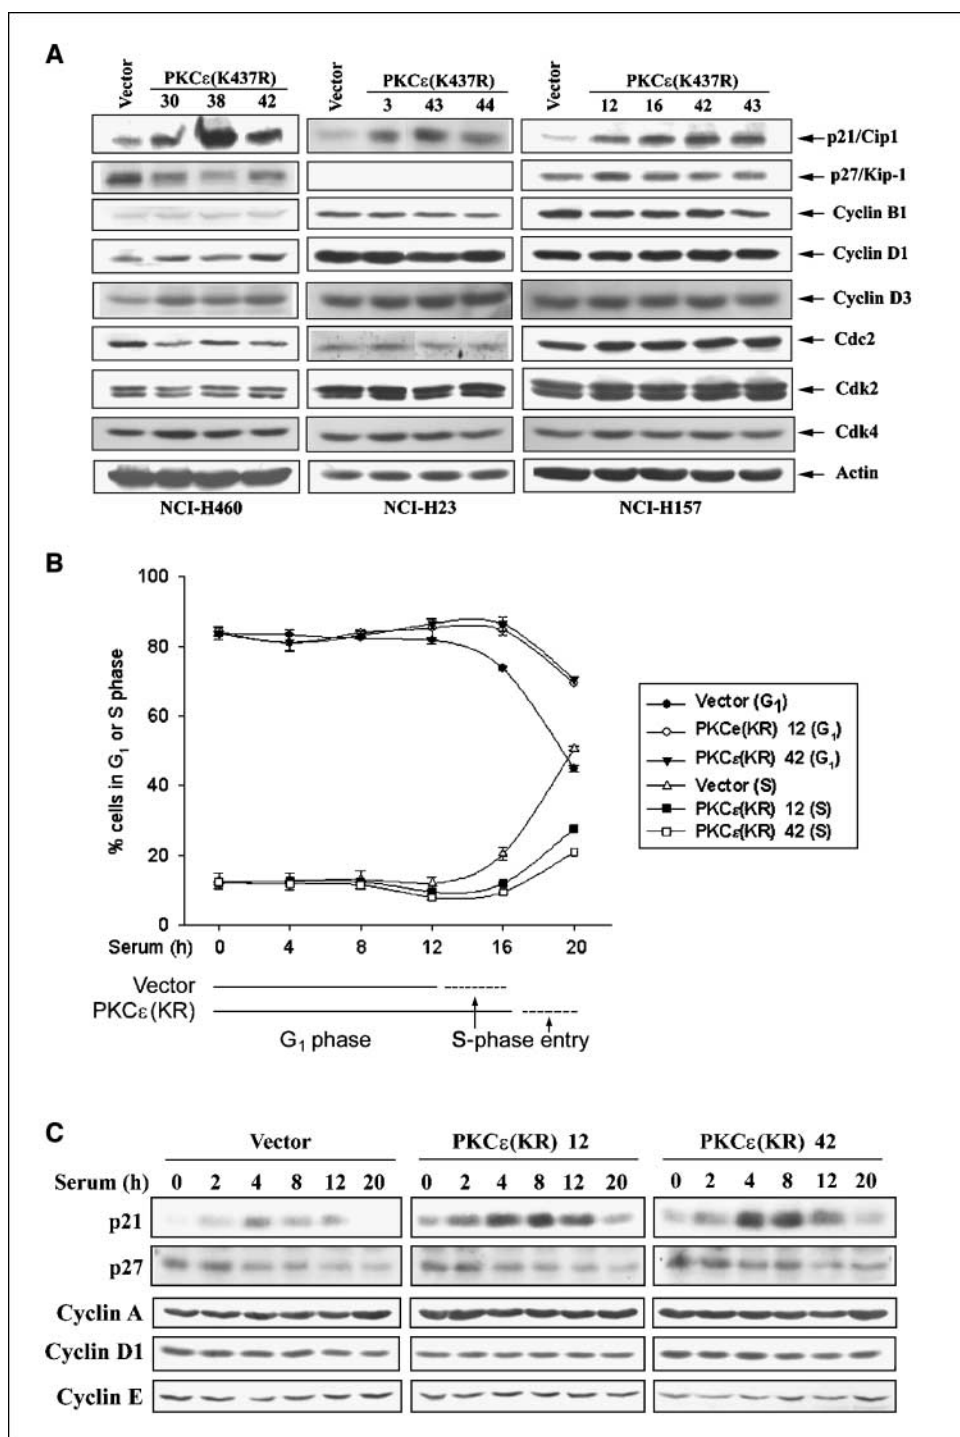 A
Vector PKCε(K437R) Vector PKCε(K437R) Vector PKCε(K437R)
30 38 42 3 43 44 12 16 42 43
p21/Cip1
p27/Kip-1
Cyclin B1
Cyclin D1
Cyclin D3
Cdc2
Cdk2
Cdk4
Actin
NCI-H460 NCI-H23 NCI-H157
B
% cells in G1 or S phase
100
80
60
40
20
0
Serum (h) 0 4 8 12 16 20
Vector (G1)
PKCe(KR) 12 (G1)
PKCε(KR) 42 (G1)
Vector (S)
PKCε(KR) 12 (S)
PKCε(KR) 42 (S)
Vector
PKCε(KR)
G1 phase S-phase entry
C
Vector PKCε(KR) 12 PKCε(KR) 42
Serum (h) 0 2 4 8 12 20 0 2 4 8 12 20 0 2 4 8 12 20
p21
p27
Cyclin A
Cyclin D1
Cyclin E